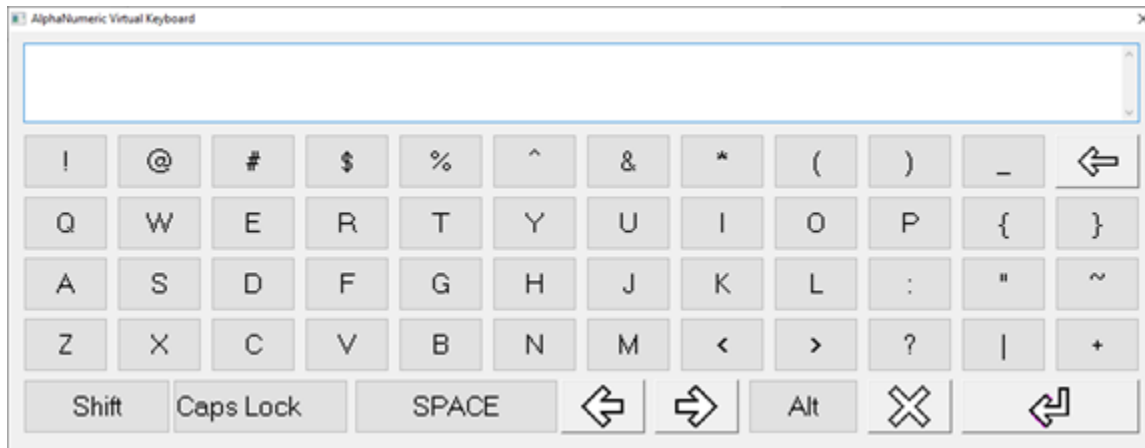 AlphaNumeric Virtual Keyboard
! @ # $ % ^ & * ( ) _
Q W E R T Y U I O P { }
A S D F G H J K L : " ~
Z X C V B N M < > ? | +
Shift Caps Lock SPACE Alt